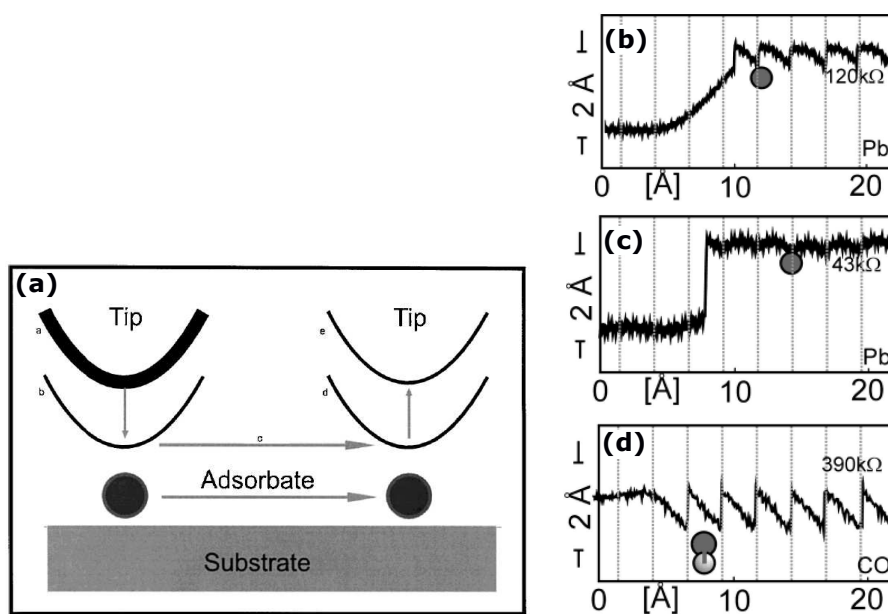 (a)
Tip
Tip
a
b
c
d
e
Adsorbate
Substrate
(b)
2 Å
120kΩ
Pb
0 [Å] 10 20
(c)
2 Å
43kΩ
Pb
0 [Å] 10 20
(d)
2 Å
390kΩ
CO
0 [Å] 10 20